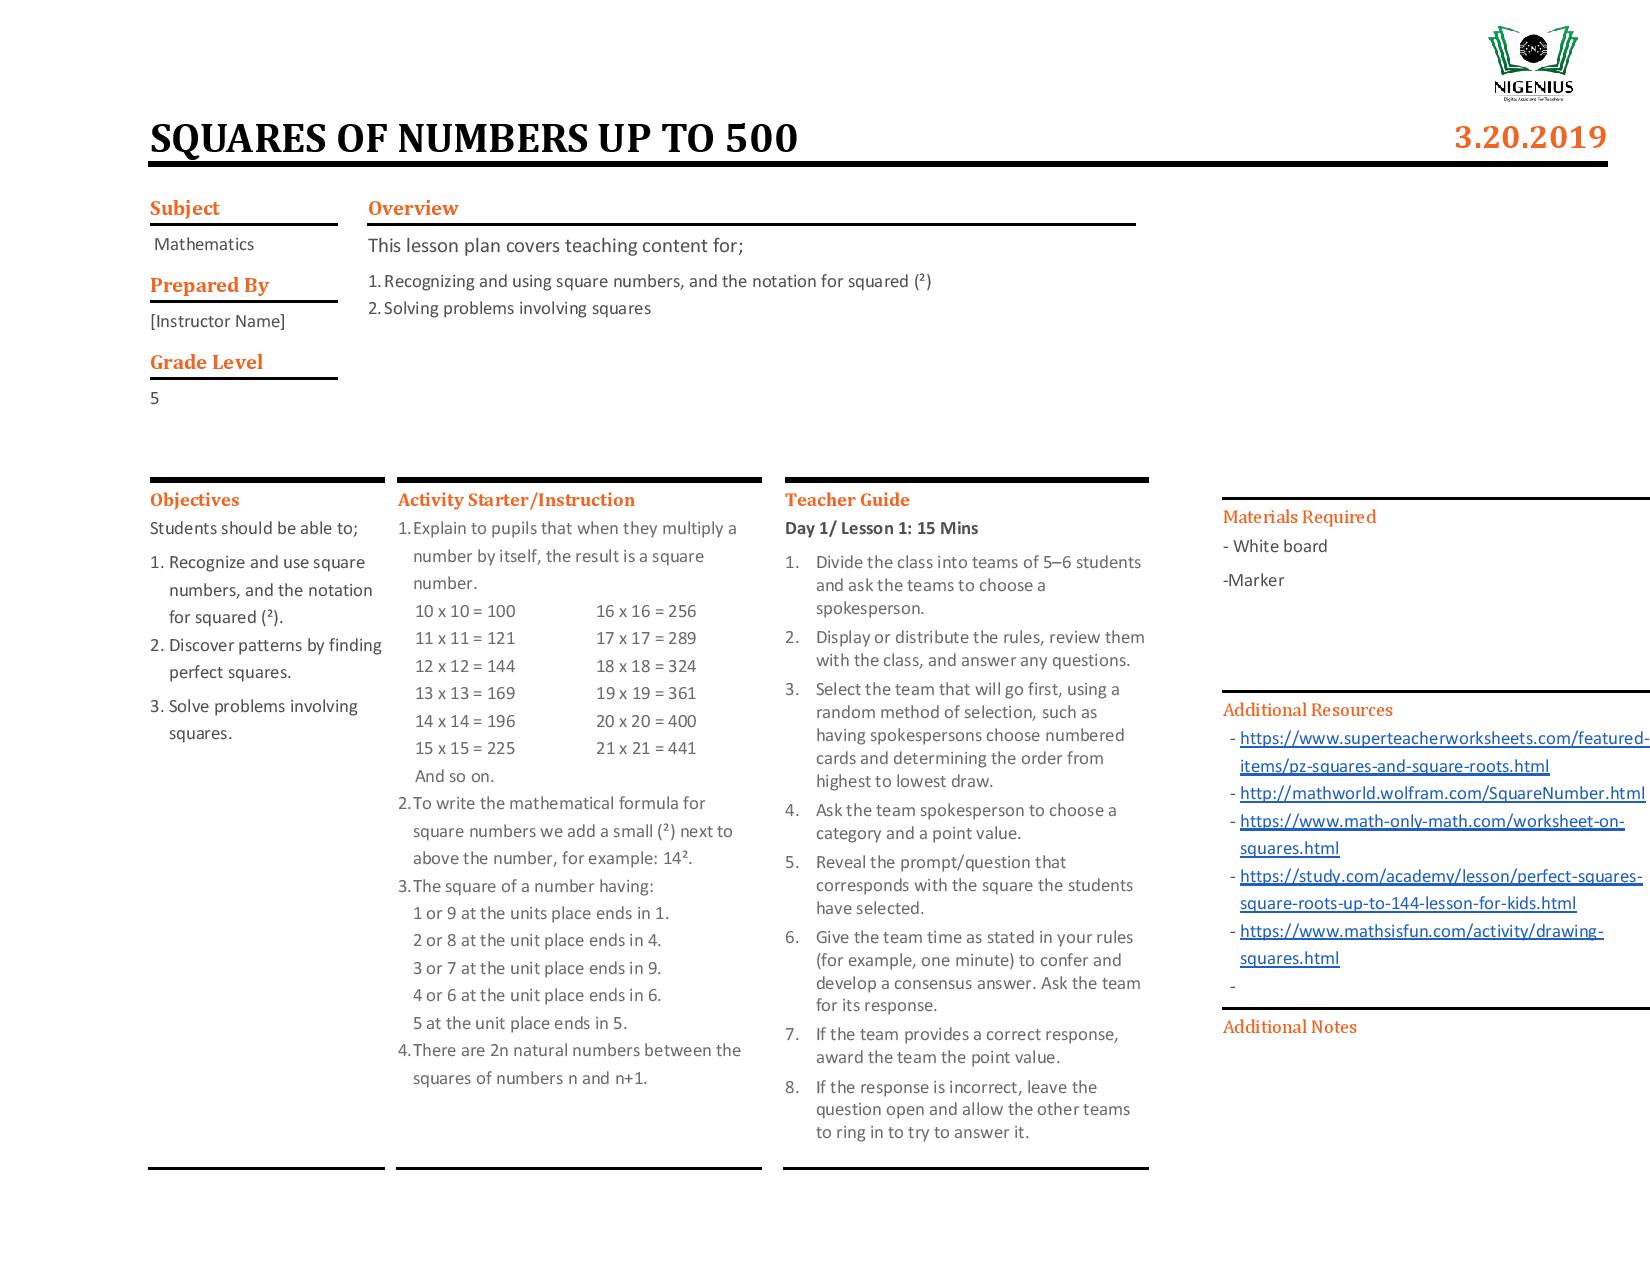 NIGENIUS
Digital Assistant For Teachers
SQUARES OF NUMBERS UP TO 500
3.20.2019
Subject
Mathematics
Prepared By
[Instructor Name]
Grade Level
5
Overview
This lesson plan covers teaching content for;
1. Recognizing and using square numbers, and the notation for squared (²)
2. Solving problems involving squares
Objectives
Students should be able to;
1. Recognize and use square
numbers, and the notation
for squared (²).
2. Discover patterns by finding
perfect squares.
3. Solve problems involving
squares.
Activity Starter/Instruction
1. Explain to pupils that when they multiply a
number by itself, the result is a square
number.
10 x 10 = 100 16 x 16 = 256
11 x 11 = 121 17 x 17 = 289
12 x 12 = 144 18 x 18 = 324
13 x 13 = 169 19 x 19 = 361
14 x 14 = 196 20 x 20 = 400
15 x 15 = 225 21 x 21 = 441
And so on.
2. To write the mathematical formula for
square numbers we add a small (²) next to
above the number, for example: 14².
3. The square of a number having:
1 or 9 at the units place ends in 1.
2 or 8 at the unit place ends in 4.
3 or 7 at the unit place ends in 9.
4 or 6 at the unit place ends in 6.
5 at the unit place ends in 5.
4. There are 2n natural numbers between the
squares of numbers n and n+1.
Teacher Guide
Day 1/ Lesson 1: 15 Mins
1. Divide the class into teams of 5–6 students
and ask the teams to choose a
spokesperson.
2. Display or distribute the rules, review them
with the class, and answer any questions.
3. Select the team that will go first, using a
random method of selection, such as
having spokespersons choose numbered
cards and determining the order from
highest to lowest draw.
4. Ask the team spokesperson to choose a
category and a point value.
5. Reveal the prompt/question that
corresponds with the square the students
have selected.
6. Give the team time as stated in your rules
(for example, one minute) to confer and
develop a consensus answer. Ask the team
for its response.
7. If the team provides a correct response,
award the team the point value.
8. If the response is incorrect, leave the
question open and allow the other teams
to ring in to try to answer it.
Materials Required
- White board
-Marker
Additional Resources
- https://www.superteacherworksheets.com/featured-
items/pz-squares-and-square-roots.html
- http://mathworld.wolfram.com/SquareNumber.html
- https://www.math-only-math.com/worksheet-on-
squares.html
- https://study.com/academy/lesson/perfect-squares-
square-roots-up-to-144-lesson-for-kids.html
- https://www.mathsisfun.com/activity/drawing-
squares.html
-
Additional Notes